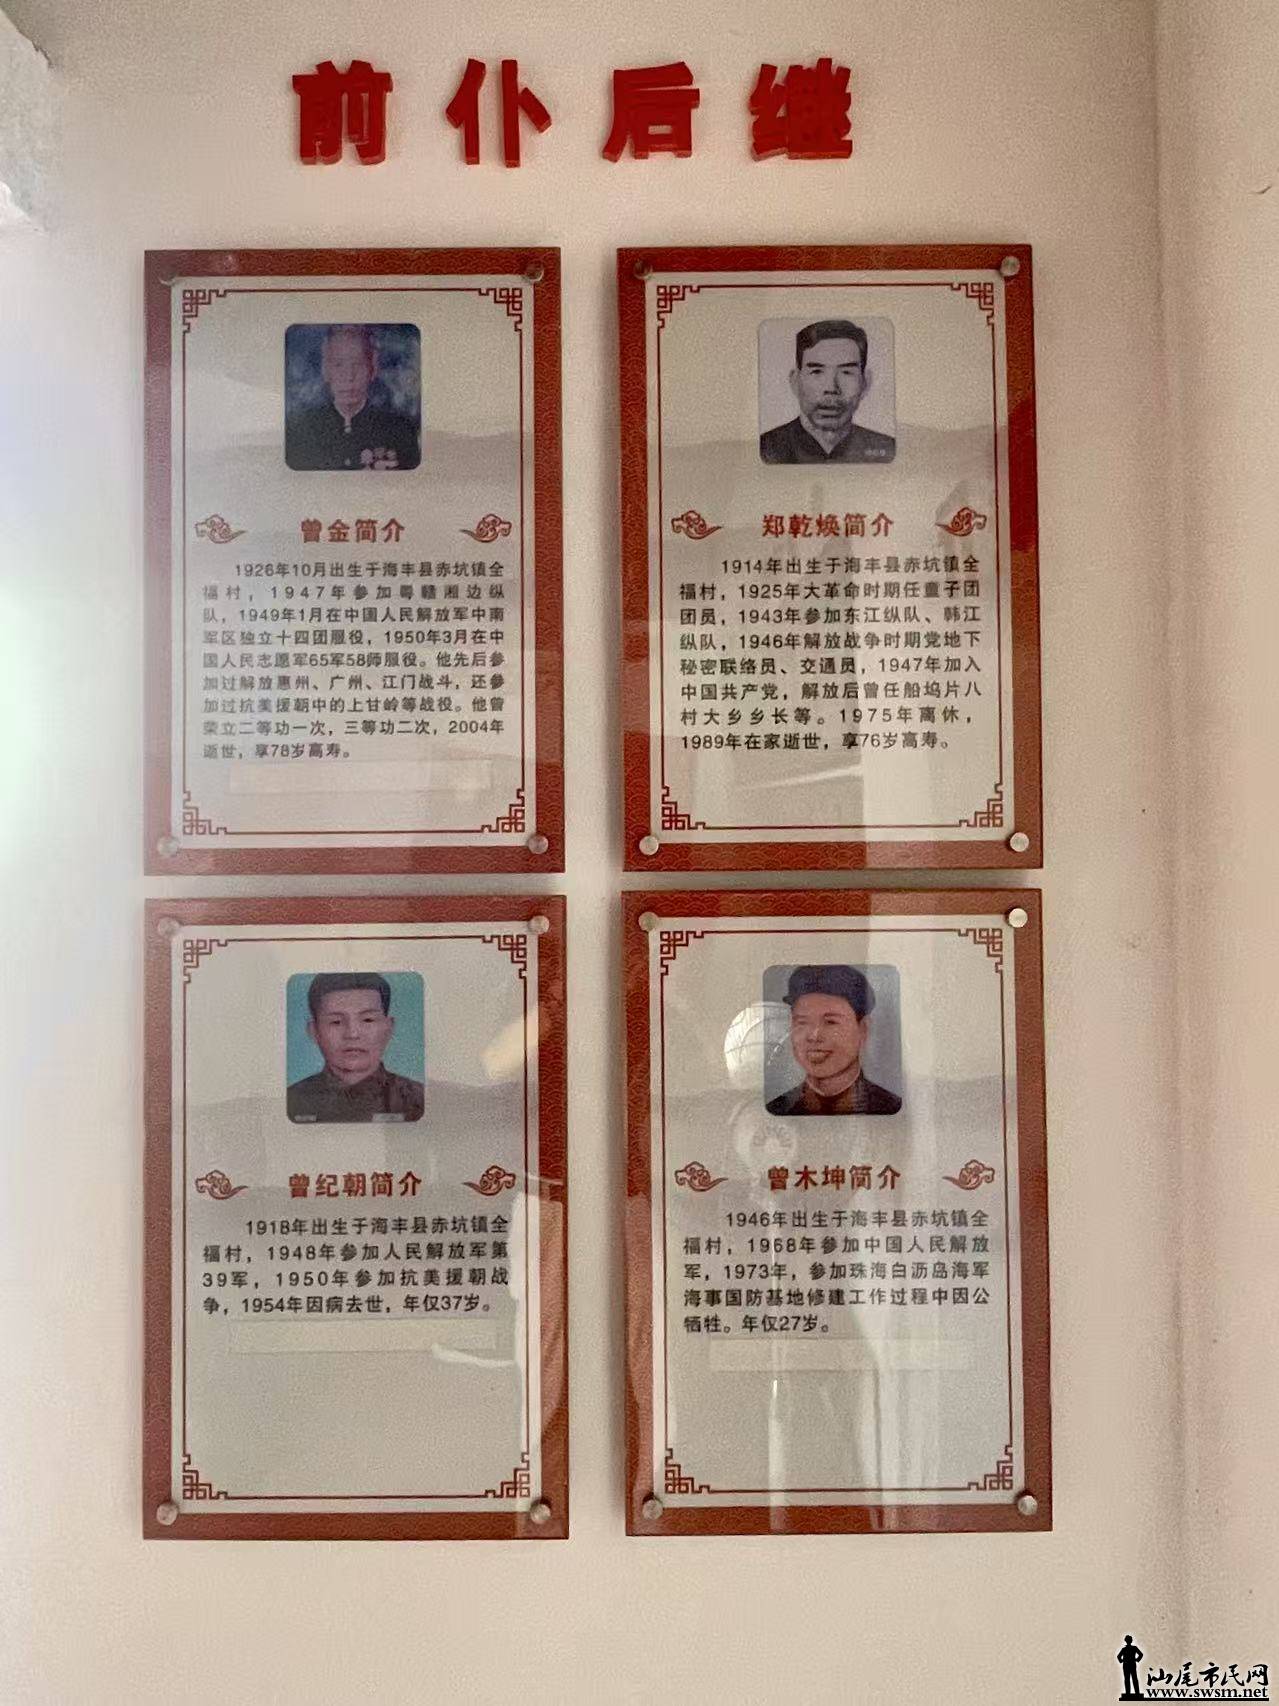 前仆后继
曾金简介
1926年10月出生于海丰县赤坑镇全
福村，1947年参加粤赣湘边纵
队，1949年1月在中国人民解放军中南
军区独立十四团服役，1950年3月在中
国人民志愿军65军58师服役。他先后参
加过解放惠州、广州、江门战斗，还参
加过抗美援朝中的上甘岭等战役。他曾
荣立二等功一次，三等功二次，2004年
逝世，享78岁高寿。
郑乾焕简介
1914年出生于海丰县赤坑镇全
福村，1925年大革命时期任童子团
团员，1943年参加东江纵队、韩江
纵队，1946年解放战争时期党地下
秘密联络员、交通员，1947年加入
中国共产党，解放后曾任船坞片八
村大乡乡长等。1975年离休，
1989年在家逝世，享76岁高寿。
曾纪朝简介
1918年出生于海丰县赤坑镇全
福村，1948年参加人民解放军第
39军，1950年参加抗美援朝战
争，1954年因病去世，年仅37岁。
曾木坤简介
1946年出生于海丰县赤坑镇全
福村，1968年参加中国人民解放
军，1973年，参加珠海白沥岛海军
海事国防基地修建工作过程中因公
牺牲。年仅27岁。
汕尾市民网
www.swsm.net